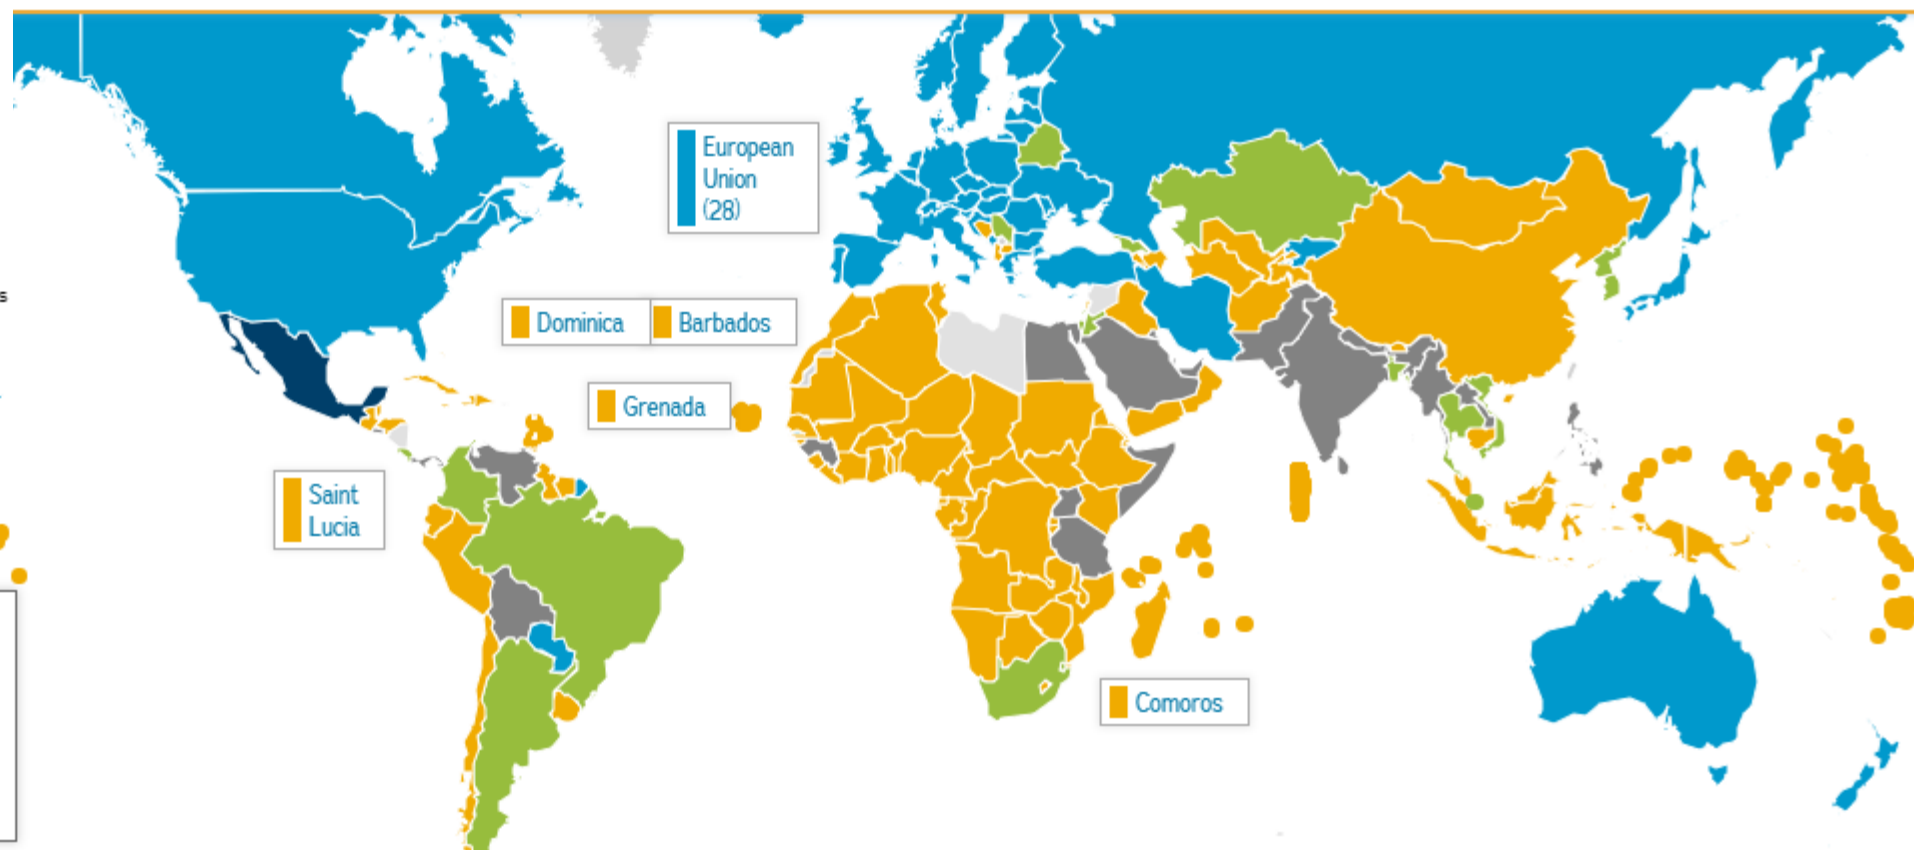 European
Union
(28)
s
Dominica
Barbados
Grenada
Saint
Lucia
Comoros